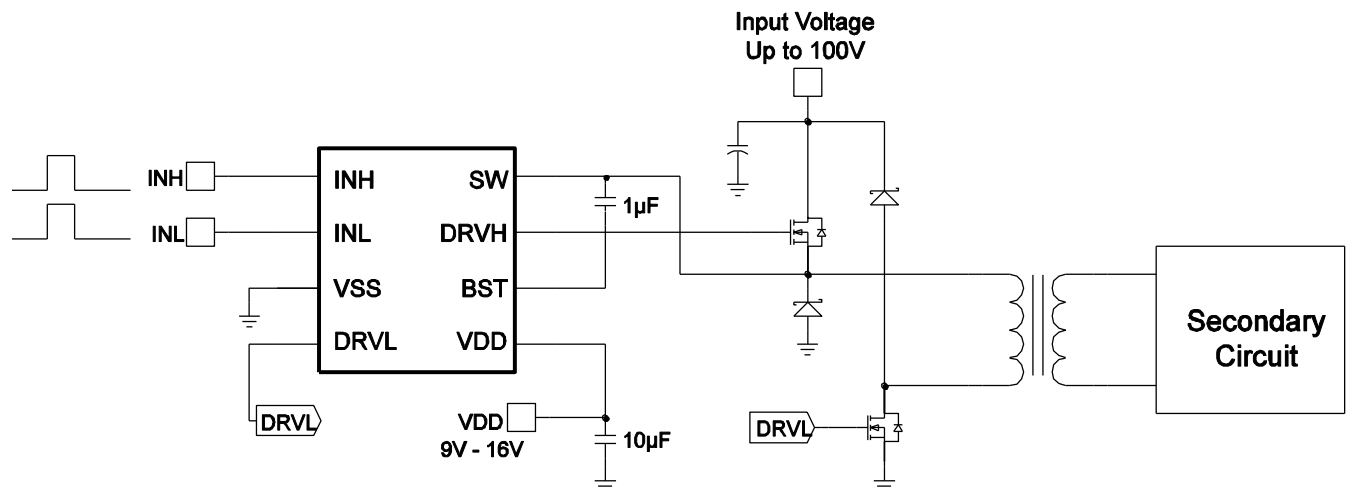 Input Voltage
Up to 100V
INH
INH
SW
1µF
INL
INL
DRVH
VSS
BST
DRVL
VDD
Secondary
Circuit
DRVL
VDD
9V - 16V
10µF
DRVL